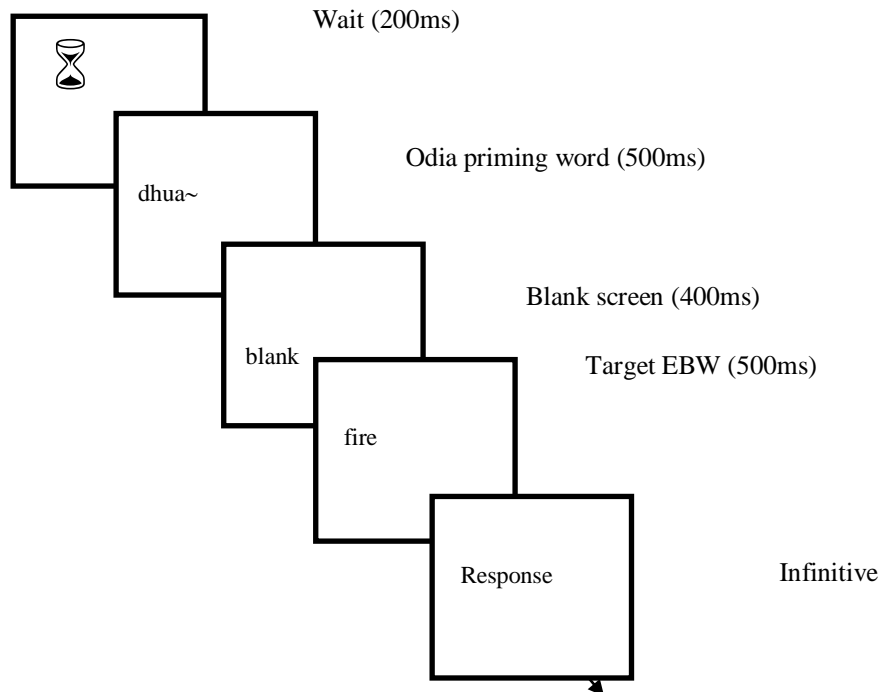 Wait (200ms)
Odia priming word (500ms)
dhua~
Blank screen (400ms)
blank
Target EBW (500ms)
fire
Response
Infinitive